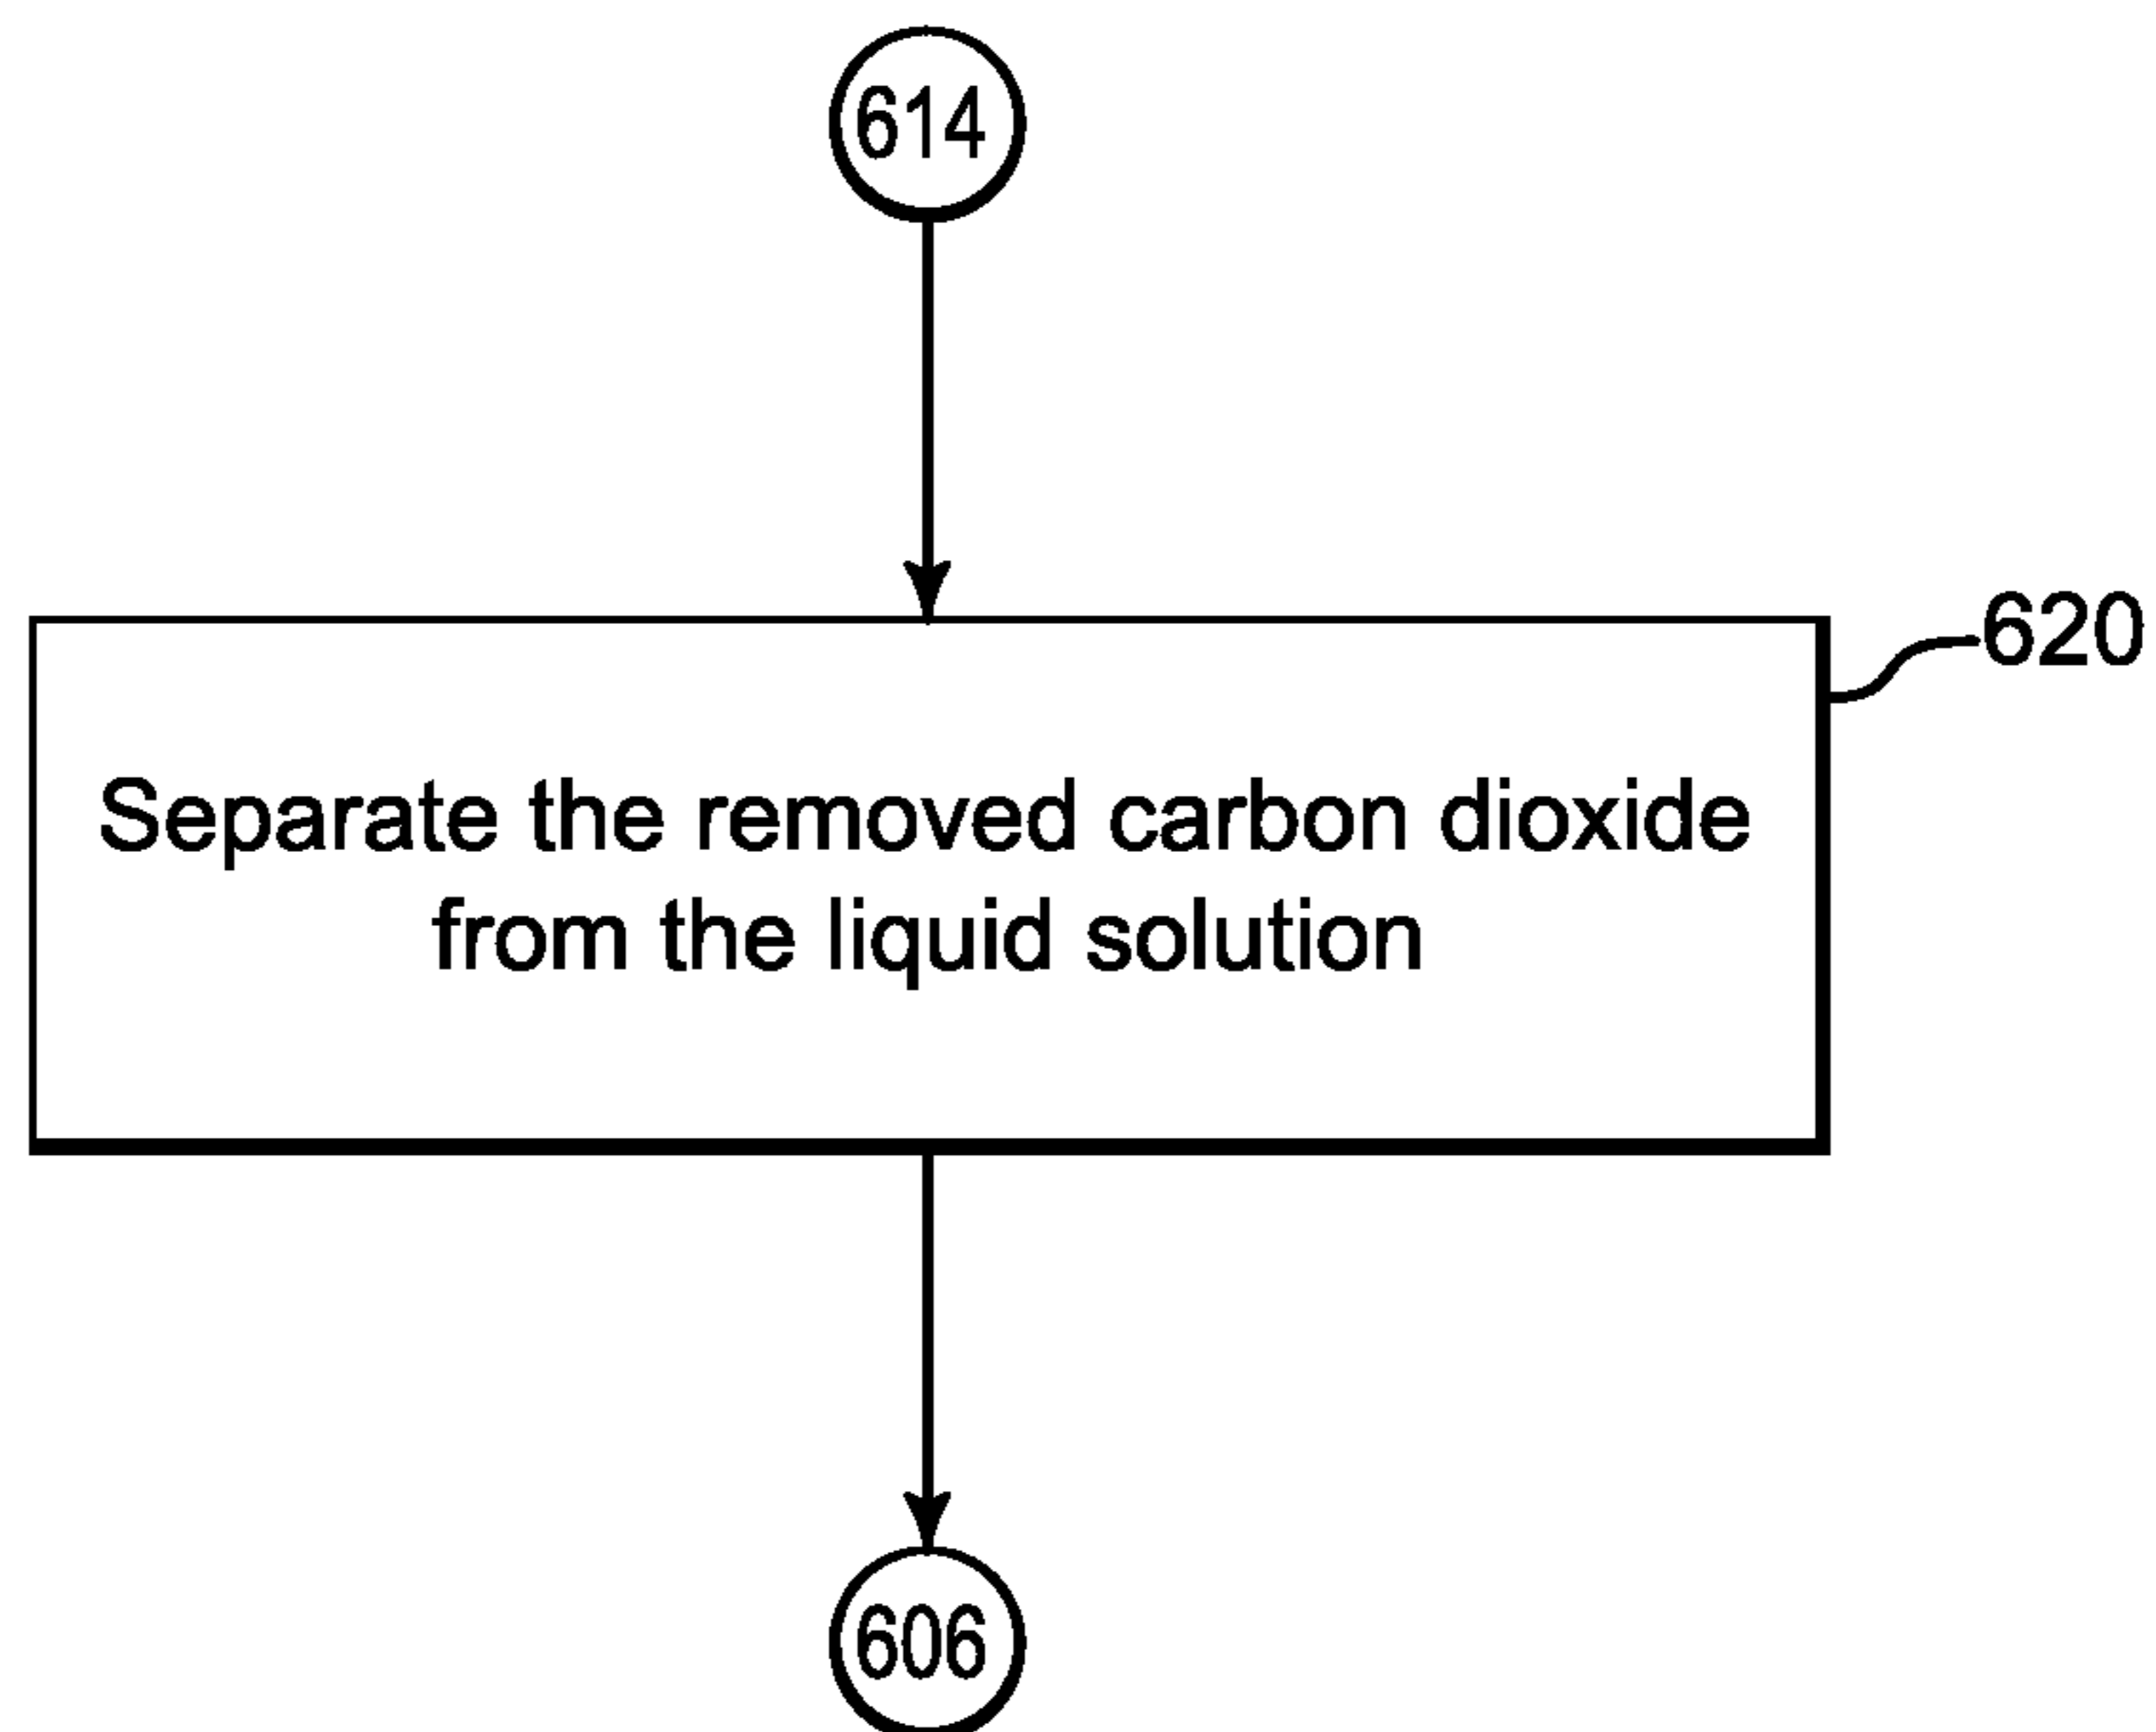 614
620
Separate the removed carbon dioxide
from the liquid solution
606